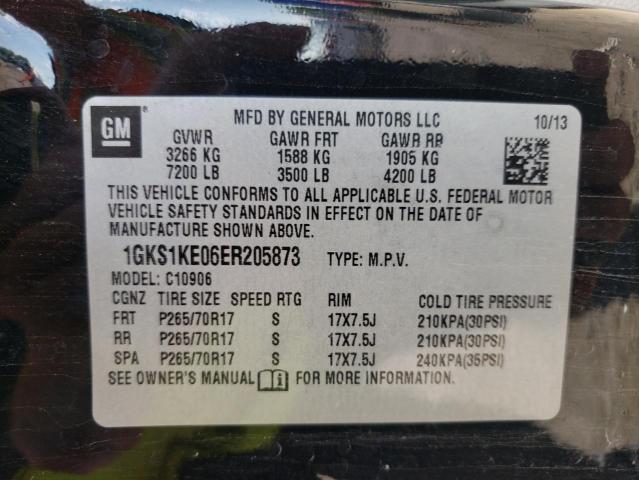 GM
®
MFD BY GENERAL MOTORS LLC 10/13
GVWR GAWR FRT GAWR RR
3266 KG 1588 KG 1905 KG
7200 LB 3500 LB 4200 LB
THIS VEHICLE CONFORMS TO ALL APPLICABLE U.S. FEDERAL MOTOR
VEHICLE SAFETY STANDARDS IN EFFECT ON THE DATE OF
MANUFACTURE SHOWN ABOVE.
1GKS1KE06ER205873 TYPE: M.P.V.
MODEL: C10906
CGNZ TIRE SIZE SPEED RTG RIM COLD TIRE PRESSURE
FRT P265/70R17 S 17X7.5J 210KPA(30PSI)
RR P265/70R17 S 17X7.5J 210KPA(30PSI)
SPA P265/70R17 S 17X7.5J 240KPA(35PSI)
SEE OWNER'S MANUAL FOR MORE INFORMATION.